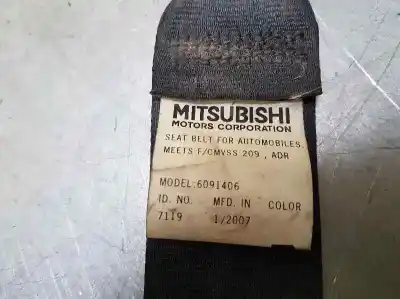 MITSUBISHI
MOTORS CORPORATION
SEAT BELT FOR AUTOMOBILES.
MEETS F/CMVSS 209 , ADR
MODEL:6091406
ID. NO. MFD. IN COLOR
7119 1/2007